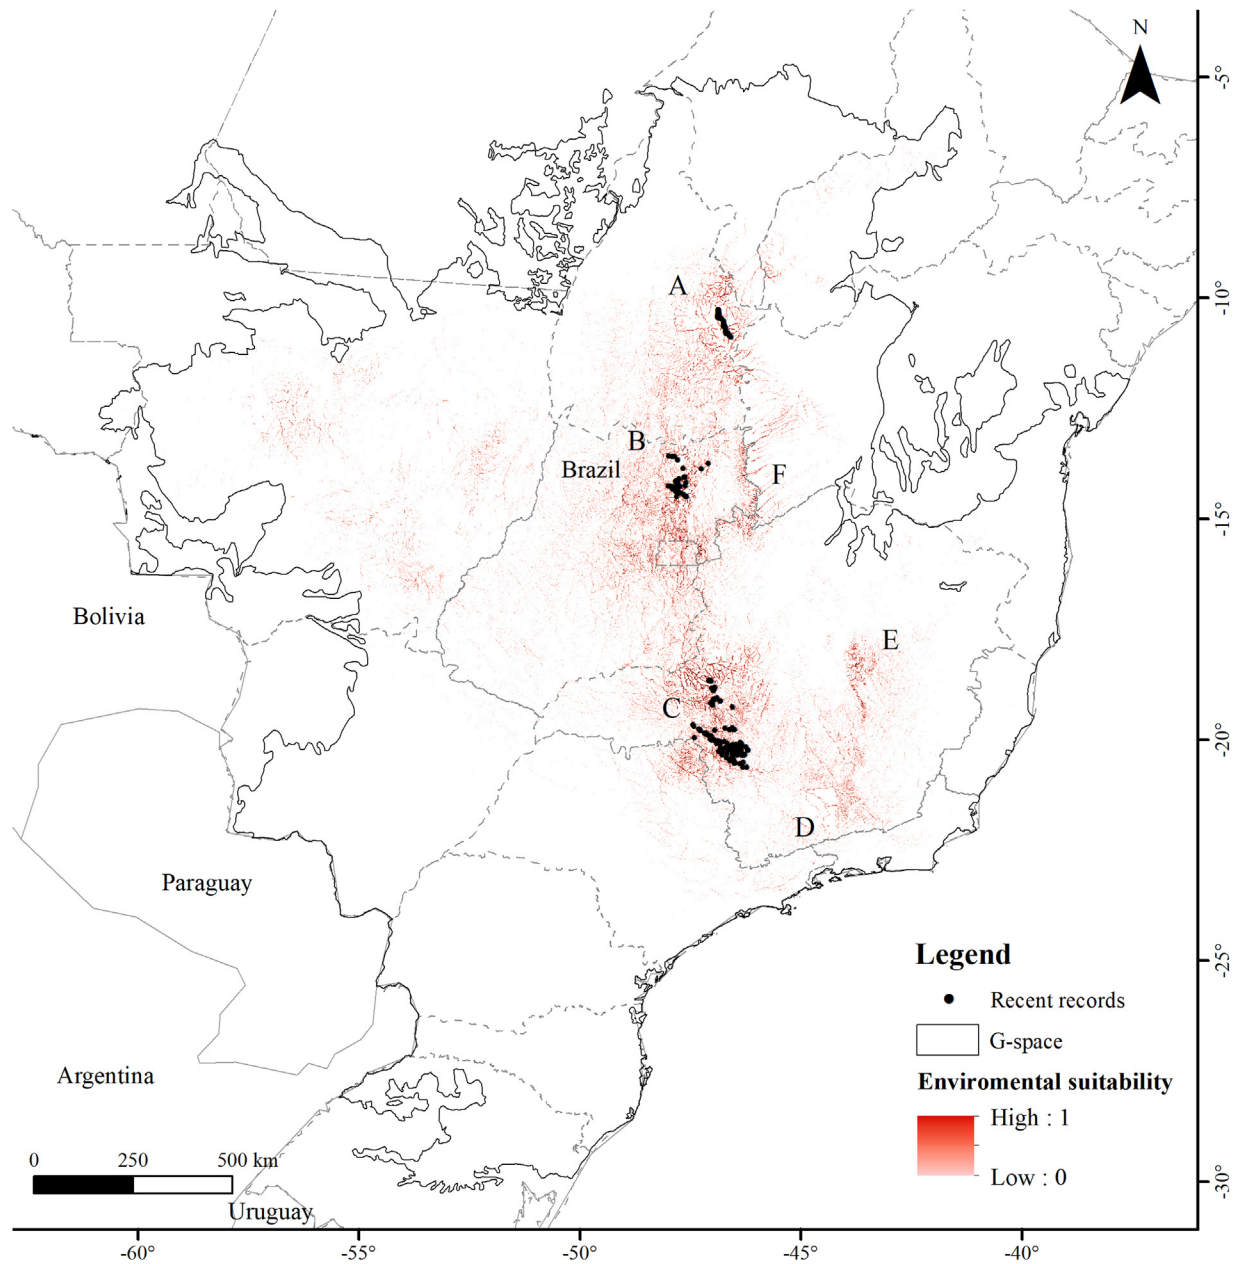 N
-5°
A
-10°
B
Brazil
F
-15°
Bolivia
E
C
-20°
D
Paraguay
Legend
-25°
Recent records
G-space
Argentina
Enviromental suitability
High : 1
0 250 500 km
Low : 0
-30°
Uruguay
-60° -55° -50° -45° -40°